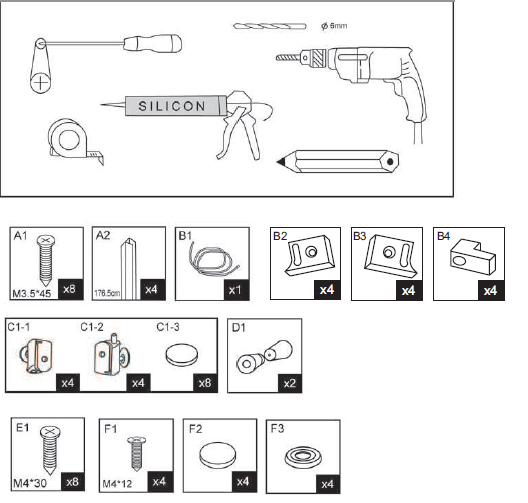 φ 6mm
SILICON
A1
M3.5*45
x8
A2
176.5cm
x4
B1
x1
B2
x4
B3
x4
B4
x4
C1-1
x4
C1-2
x4
C1-3
x8
D1
x2
E1
M4*30
x8
F1
M4*12
x4
F2
x4
F3
x4